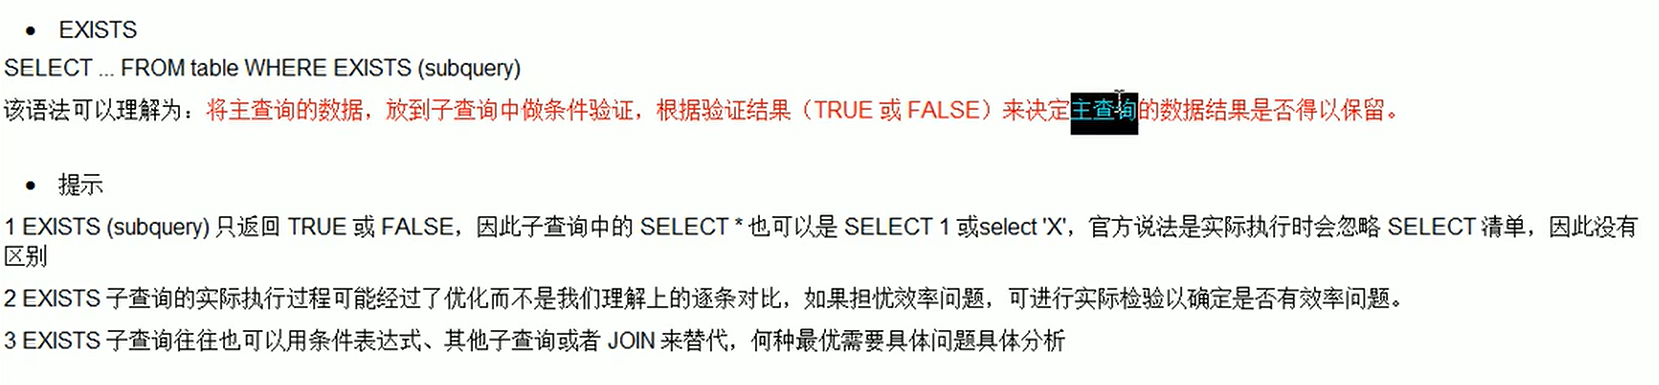 • EXISTS
SELECT ... FROM table WHERE EXISTS (subquery)
该语法可以理解为：将主查询的数据，放到子查询中做条件验证，根据验证结果（TRUE 或 FALSE）来决定主查询的数据结果是否得以保留。
• 提示
1 EXISTS (subquery) 只返回 TRUE 或 FALSE，因此子查询中的 SELECT * 也可以是 SELECT 1 或select 'X'，官方说法是实际执行时会忽略 SELECT 清单，因此没有
区别
2 EXISTS 子查询的实际执行过程可能经过了优化而不是我们理解上的逐条对比，如果担忧效率问题，可进行实际检验以确定是否有效率问题。
3 EXISTS 子查询往往也可以用条件表达式、其他子查询或者 JOIN 来替代，何种最优需要具体问题具体分析